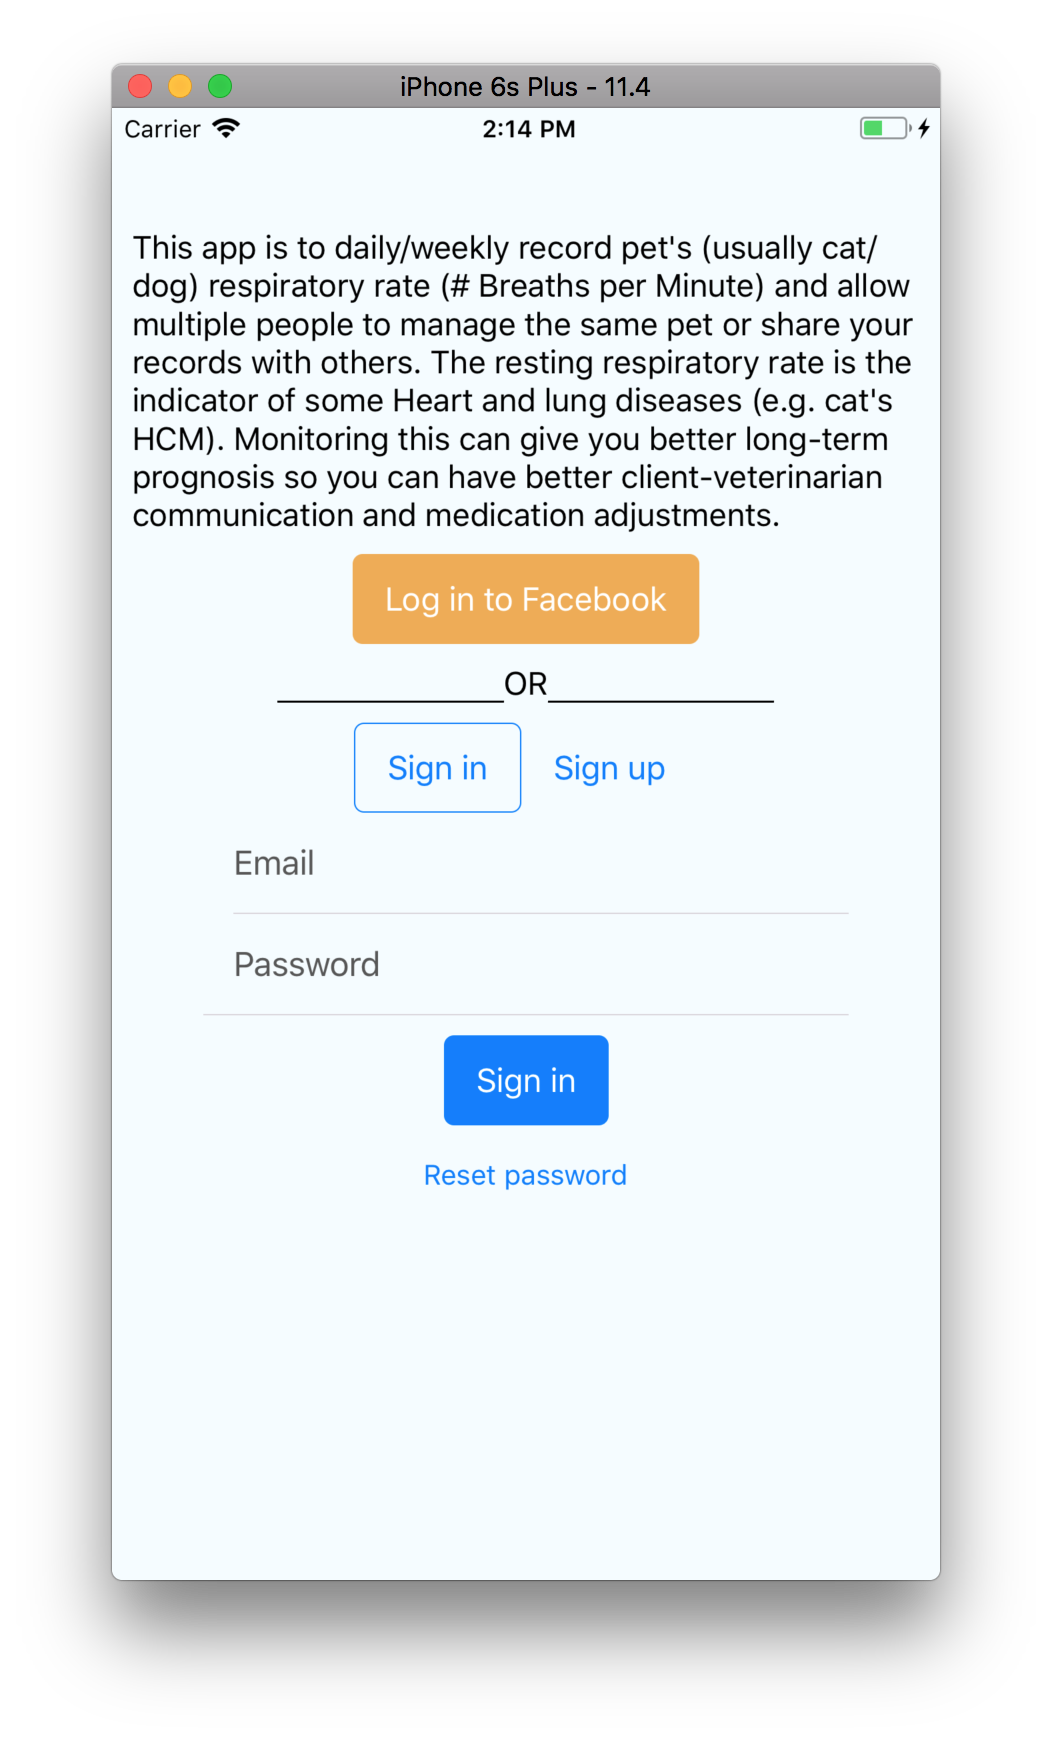 iPhone 6s Plus - 11.4
Carrier 2:14 PM
This app is to daily/weekly record pet's (usually cat/
dog) respiratory rate (# Breaths per Minute) and allow
multiple people to manage the same pet or share your
records with others. The resting respiratory rate is the
indicator of some Heart and lung diseases (e.g. cat's
HCM). Monitoring this can give you better long-term
prognosis so you can have better client-veterinarian
communication and medication adjustments.
Log in to Facebook
OR
Sign in Sign up
Email
Password
Sign in
Reset password